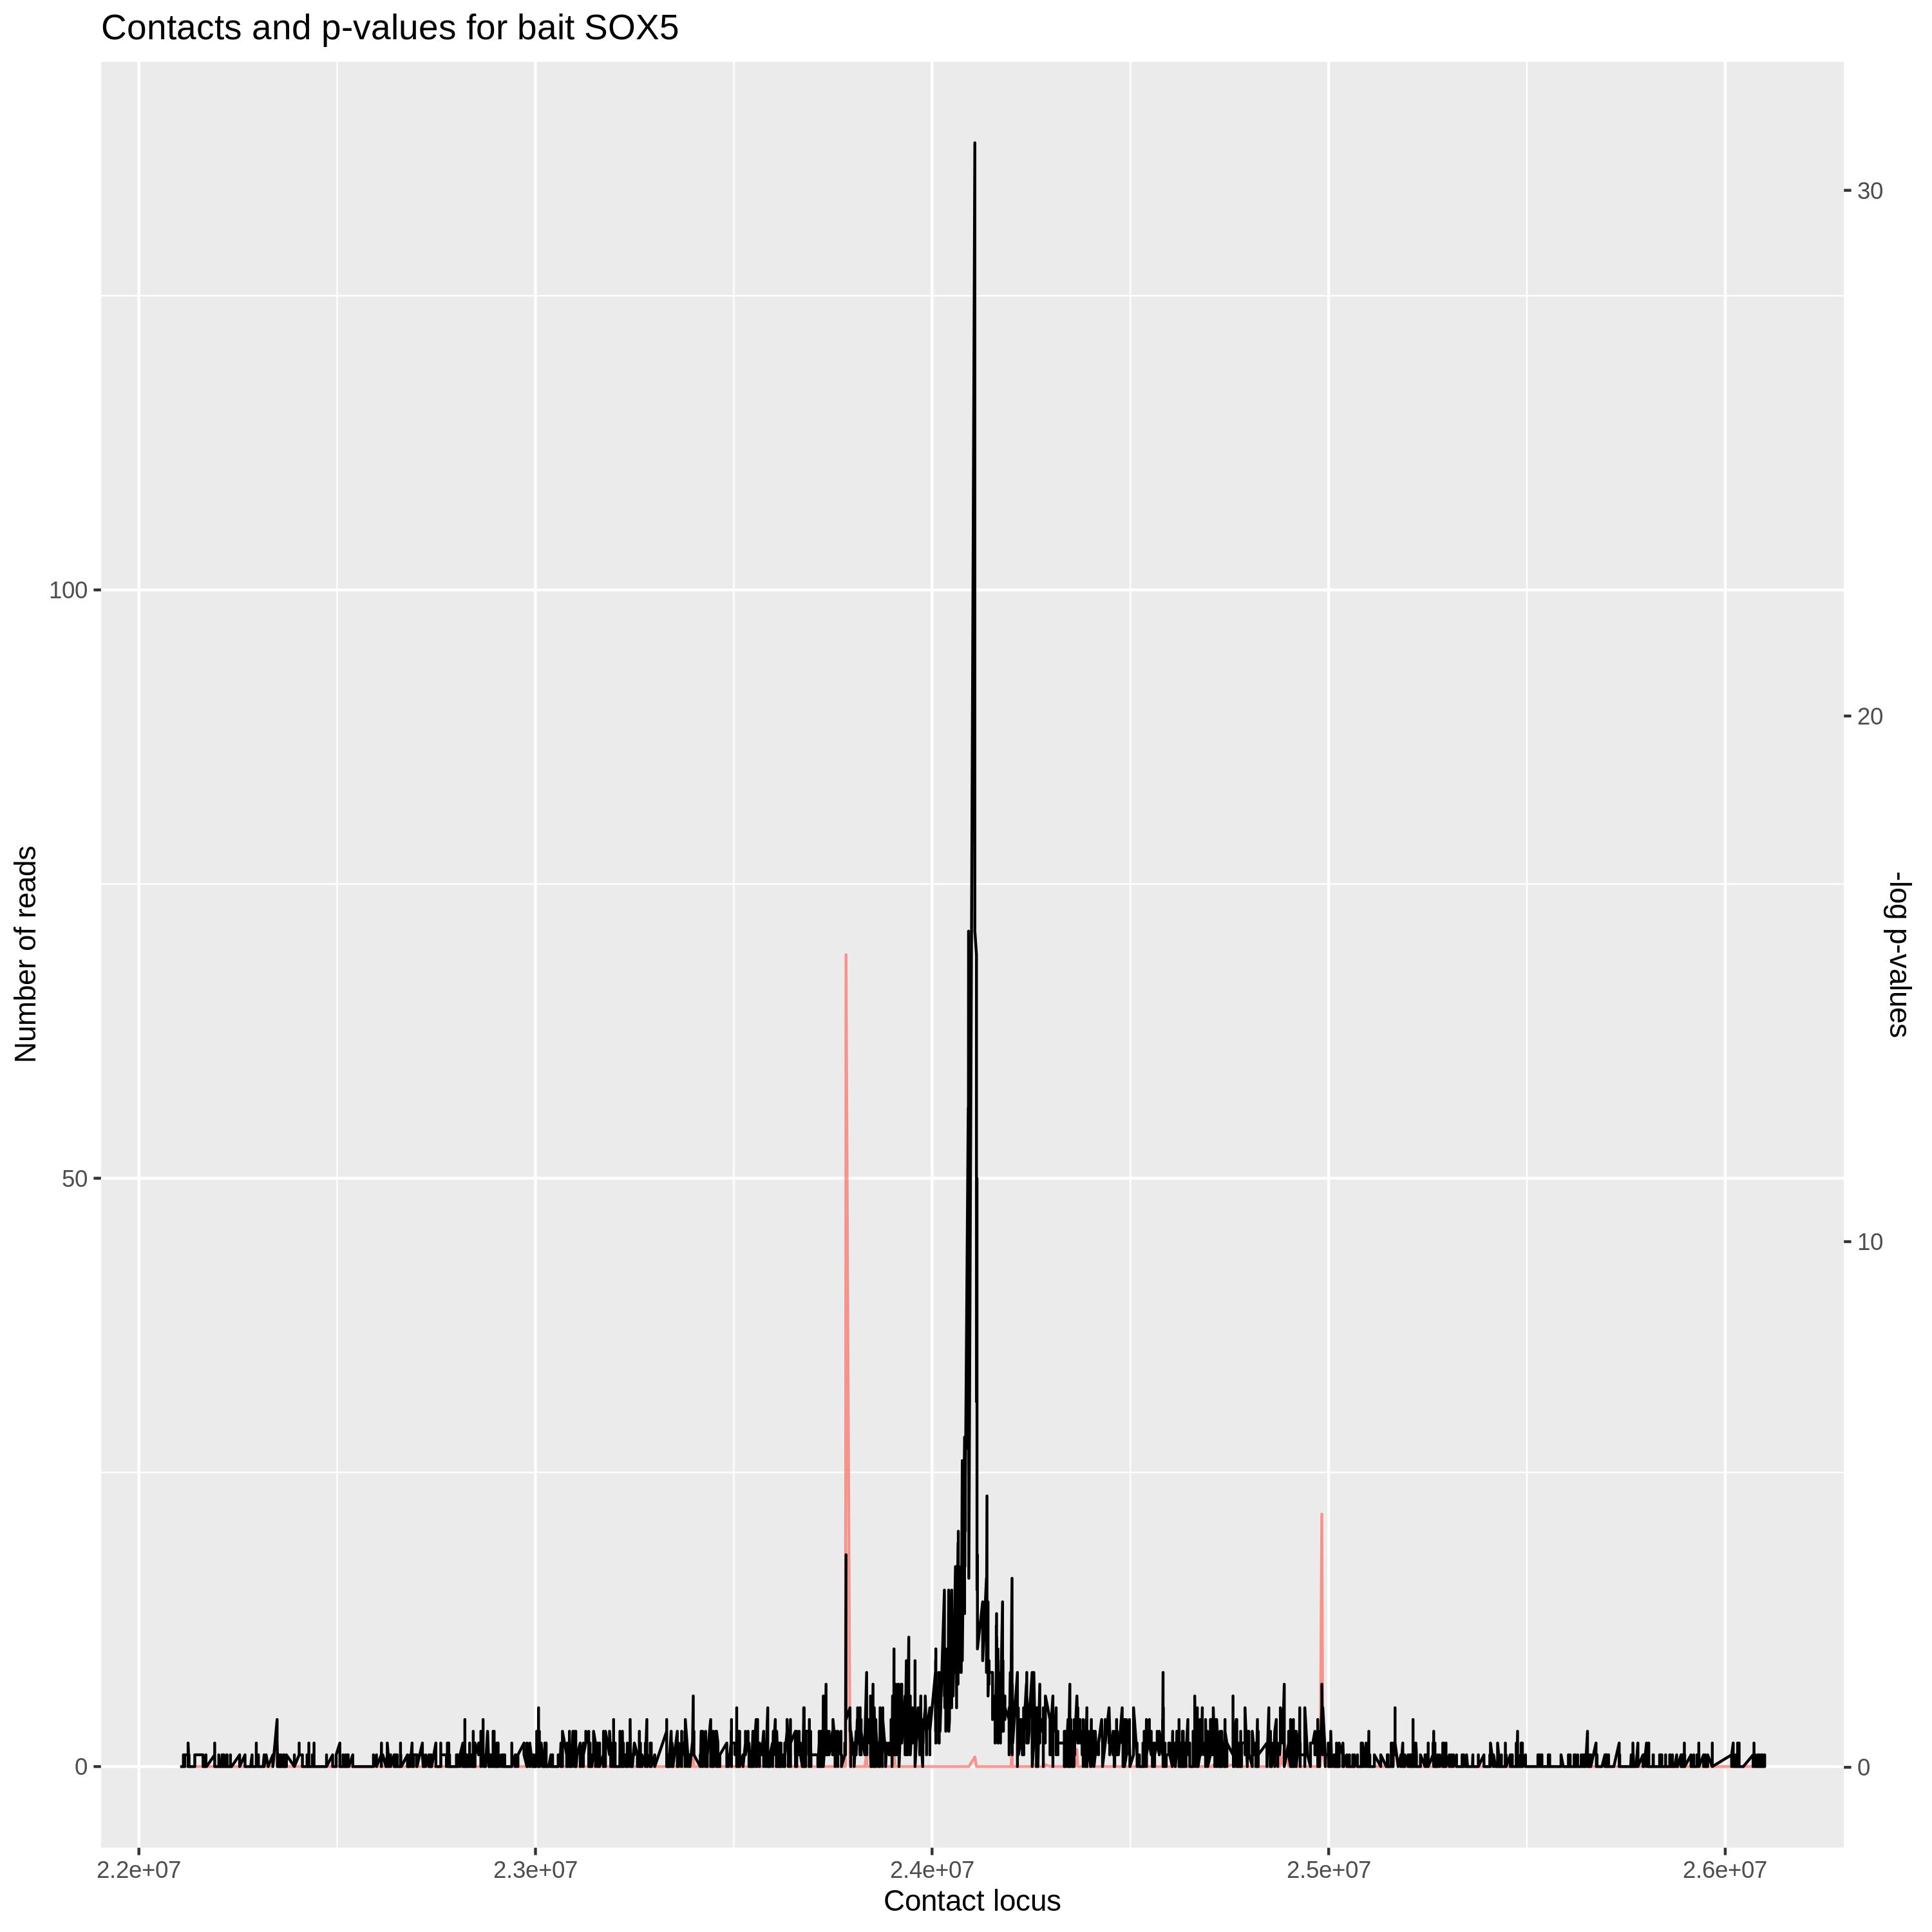 Contacts and p-values for bait SOX5
30
100
20
Number of reads
-log p-values
50
10
0
0
2.2e+07
2.3e+07
2.4e+07
2.5e+07
2.6e+07
Contact locus